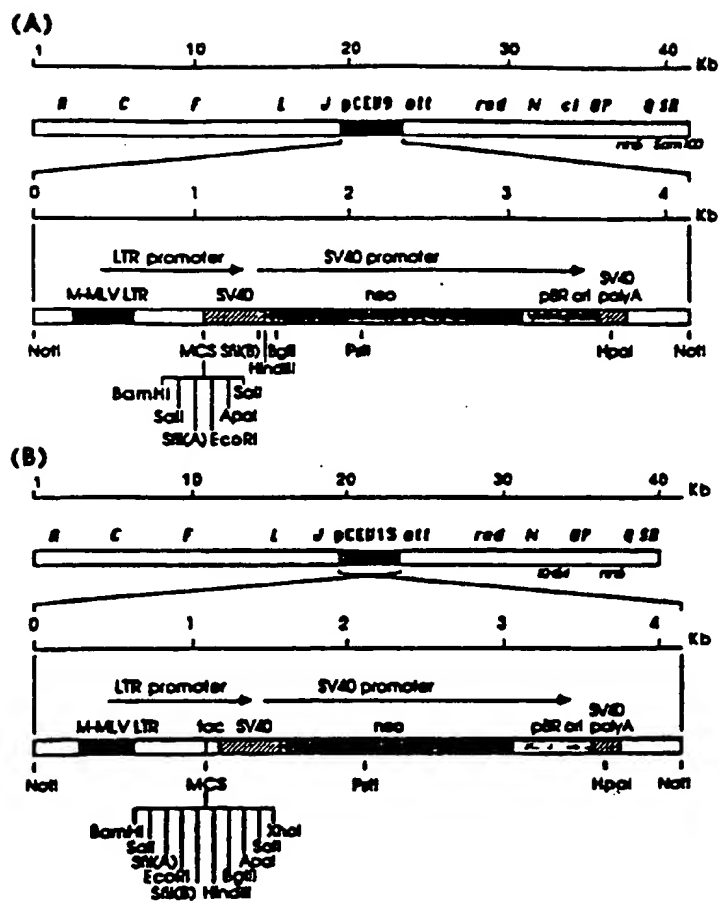 (A)
1 10 20 30 40 Kb
A C F L J pCEV9 att red N cI OP Q SR
nin5 Sam100
0 1 2 3 4 Kb
LTR promoter SV40 promoter
M-MLV LTR SV40 neo pBR ori SV40 polyA
NotI MCS SfiI(B) BglII HindIII PstI HpaI NotI
BamHI SalI
SalI ApaI
SfiI(A) EcoRI
(B)
1 10 20 30 40 Kb
A C F L J pCEV15 att red N OP Q SR
nin5
0 1 2 3 4 Kb
LTR promoter SV40 promoter
M-MLV LTR tac SV40 neo pBR ori SV40 polyA
NotI MCS PstI HpaI NotI
BamHI XhoI
SalI SalI
SfiI(A) ApaI
EcoRI BglII
SfiI(B) HindIII